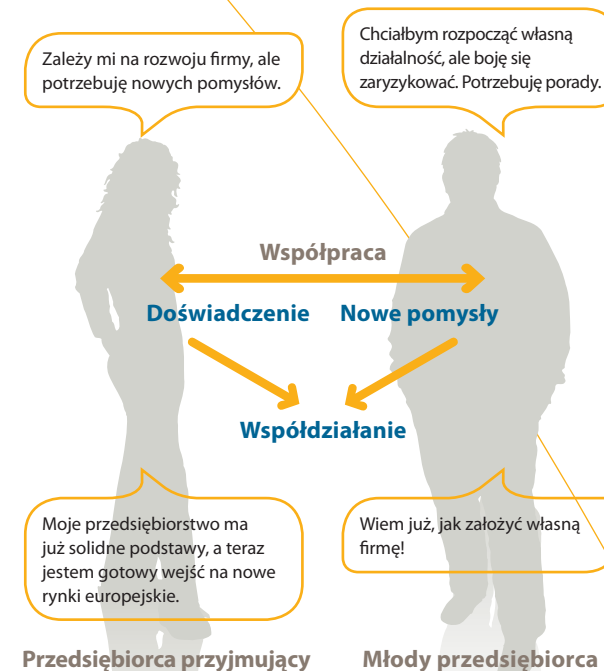 Zależy mi na rozwoju firmy, ale
potrzebuję nowych pomysłów.
Chciałbym rozpocząć własną
działalność, ale boję się
zaryzykować. Potrzebuję porady.
Współpraca
Doświadczenie
Nowe pomysły
Współdziałanie
Moje przedsiębiorstwo ma
już solidne podstawy, a teraz
jestem gotowy wejść na nowe
rynki europejskie.
Wiem już, jak założyć własną
firmę!
Przedsiębiorca przyjmujący
Młody przedsiębiorca